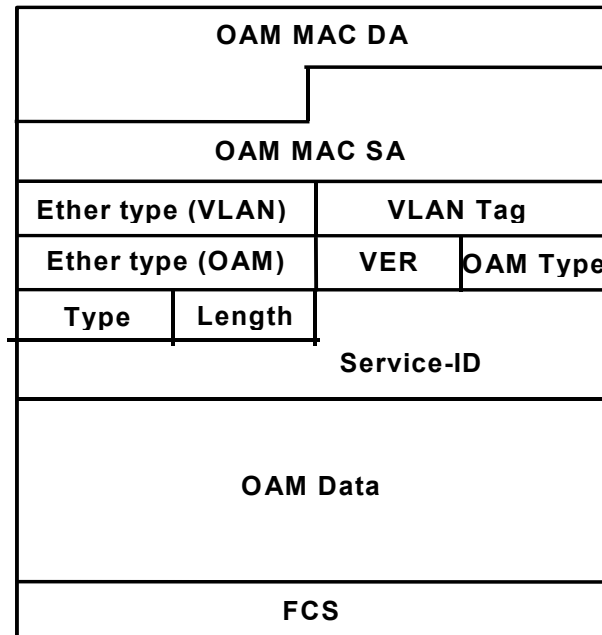 OAM MAC DA
OAM MAC SA
Ether type (VLAN) VLAN Tag
Ether type (OAM) VER OAM Type
Type Length
Service-ID
OAM Data
FCS